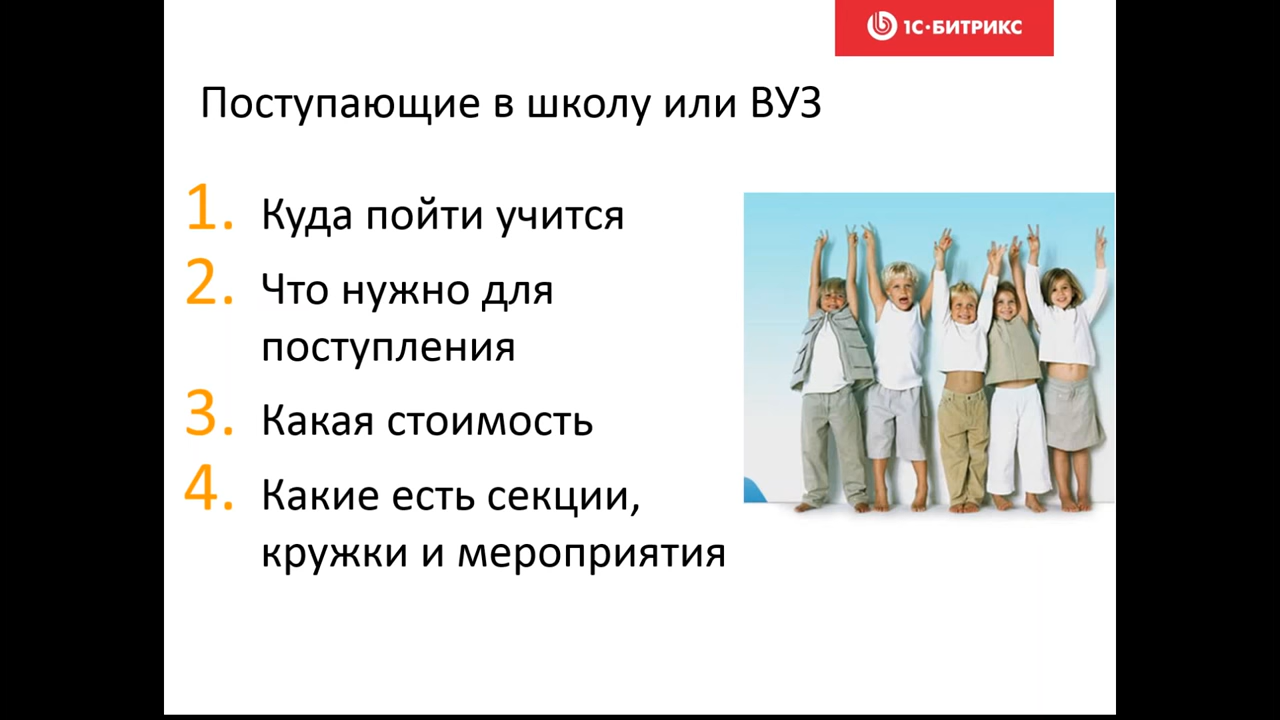 1С•БИТРИКС
Поступающие в школу или ВУЗ
1. Куда пойти учится
2. Что нужно для
поступления
3. Какая стоимость
4. Какие есть секции,
кружки и мероприятия